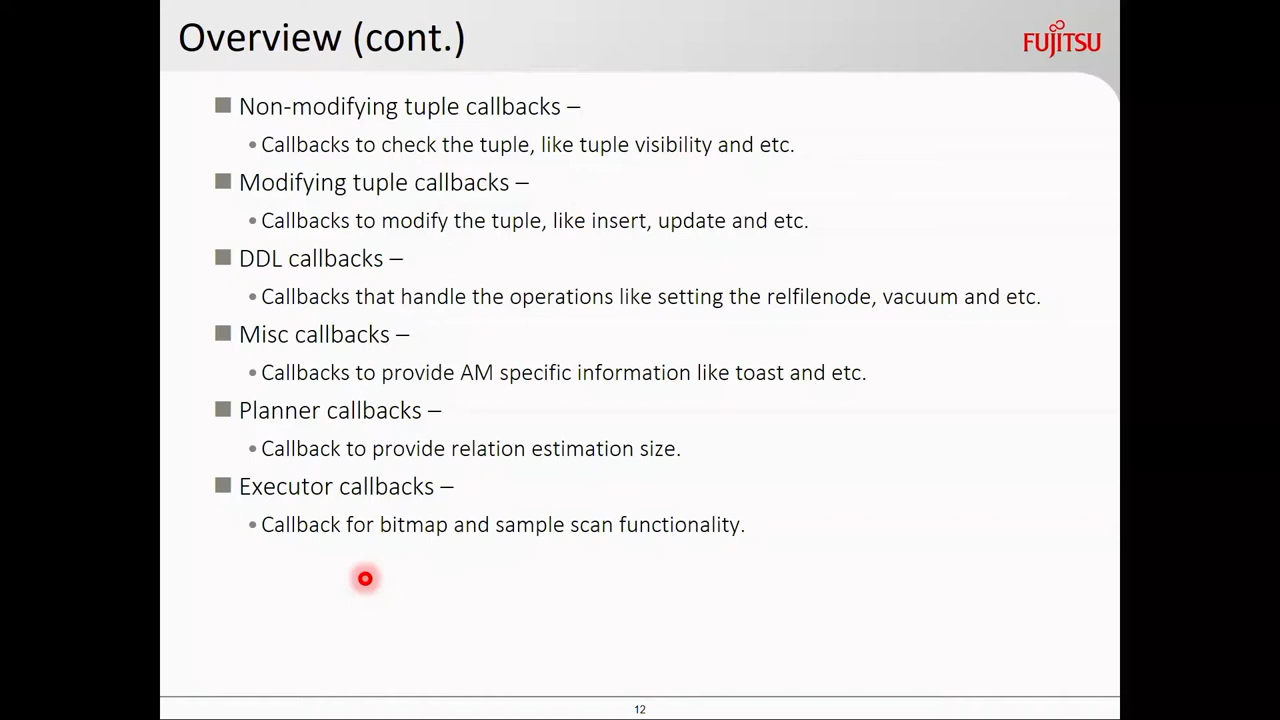 Overview (cont.)
FUJITSU
Non-modifying tuple callbacks –
• Callbacks to check the tuple, like tuple visibility and etc.
Modifying tuple callbacks –
• Callbacks to modify the tuple, like insert, update and etc.
DDL callbacks –
• Callbacks that handle the operations like setting the relfilenode, vacuum and etc.
Misc callbacks –
• Callbacks to provide AM specific information like toast and etc.
Planner callbacks –
• Callback to provide relation estimation size.
Executor callbacks –
• Callback for bitmap and sample scan functionality.
12